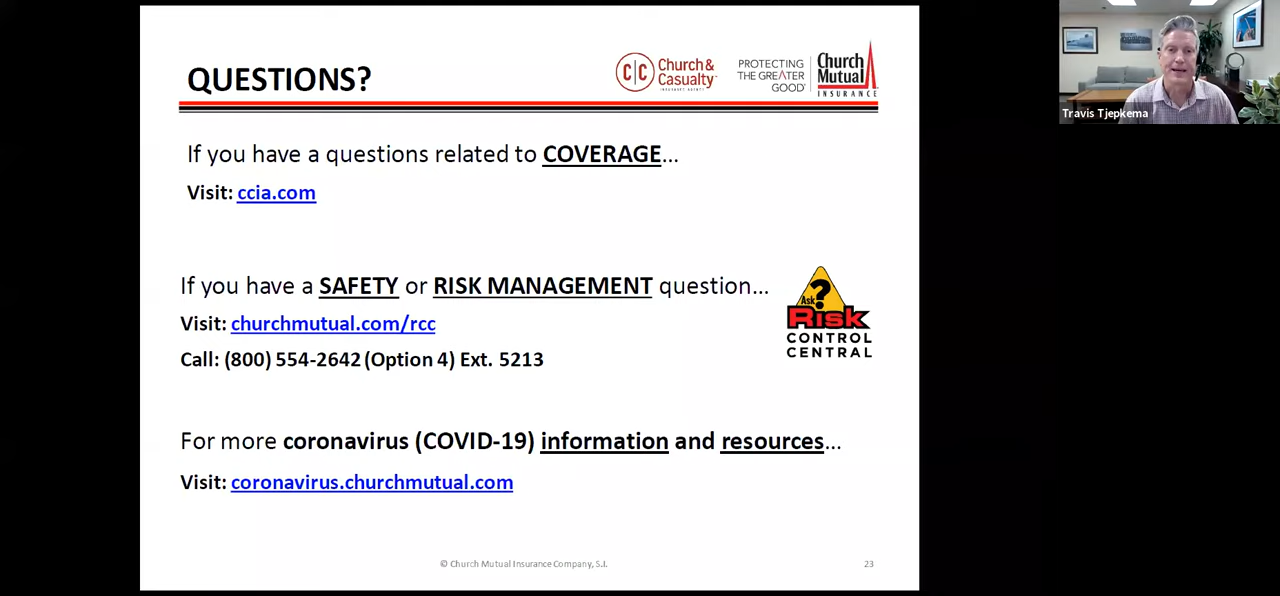 QUESTIONS?
C|C Church & Casualty
INSURANCE AGENCY
PROTECTING THE GREATER GOOD
Church Mutual
INSURANCE
Travis Tjepkema
If you have a questions related to COVERAGE...
Visit: ccia.com
If you have a SAFETY or RISK MANAGEMENT question...
Visit: churchmutual.com/rcc
Call: (800) 554-2642 (Option 4) Ext. 5213
Ask
?
Risk
CONTROL
CENTRAL
For more coronavirus (COVID-19) information and resources...
Visit: coronavirus.churchmutual.com
© Church Mutual Insurance Company, S.I.
23